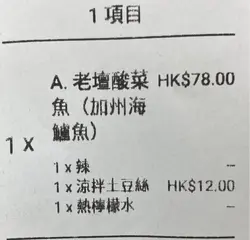 1 項目
A. 老壇酸菜 HK$78.00
魚（加州海
1 X 鱸魚）
1 x 辣 --
1 x 涼拌土豆絲 HK$12.00
1 x 熱檸檬水 --